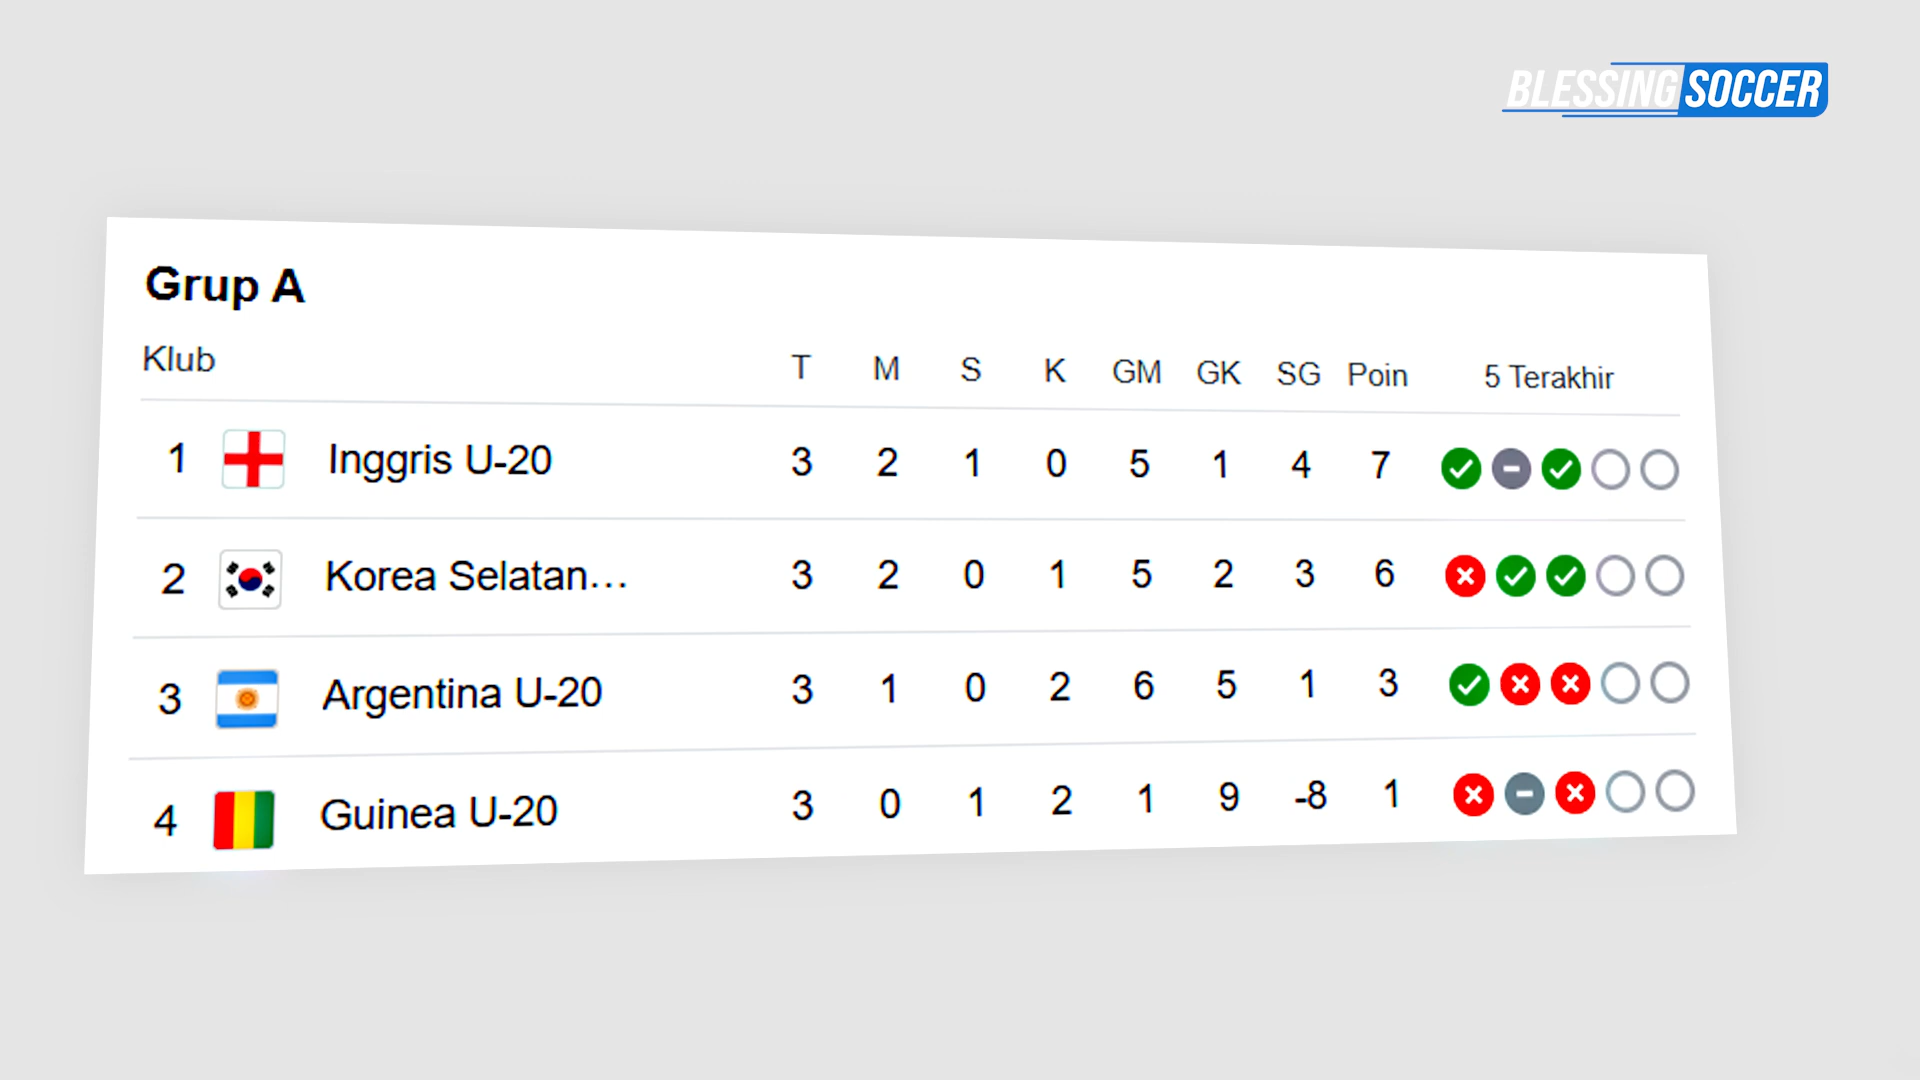 BLESSING SOCCER
Grup A
Klub T M S K GM GK SG Poin 5 Terakhir
1 Inggris U-20 3 2 1 0 5 1 4 7
2 Korea Selatan... 3 2 0 1 5 2 3 6
3 Argentina U-20 3 1 0 2 6 5 1 3
4 Guinea U-20 3 0 1 2 1 9 -8 1